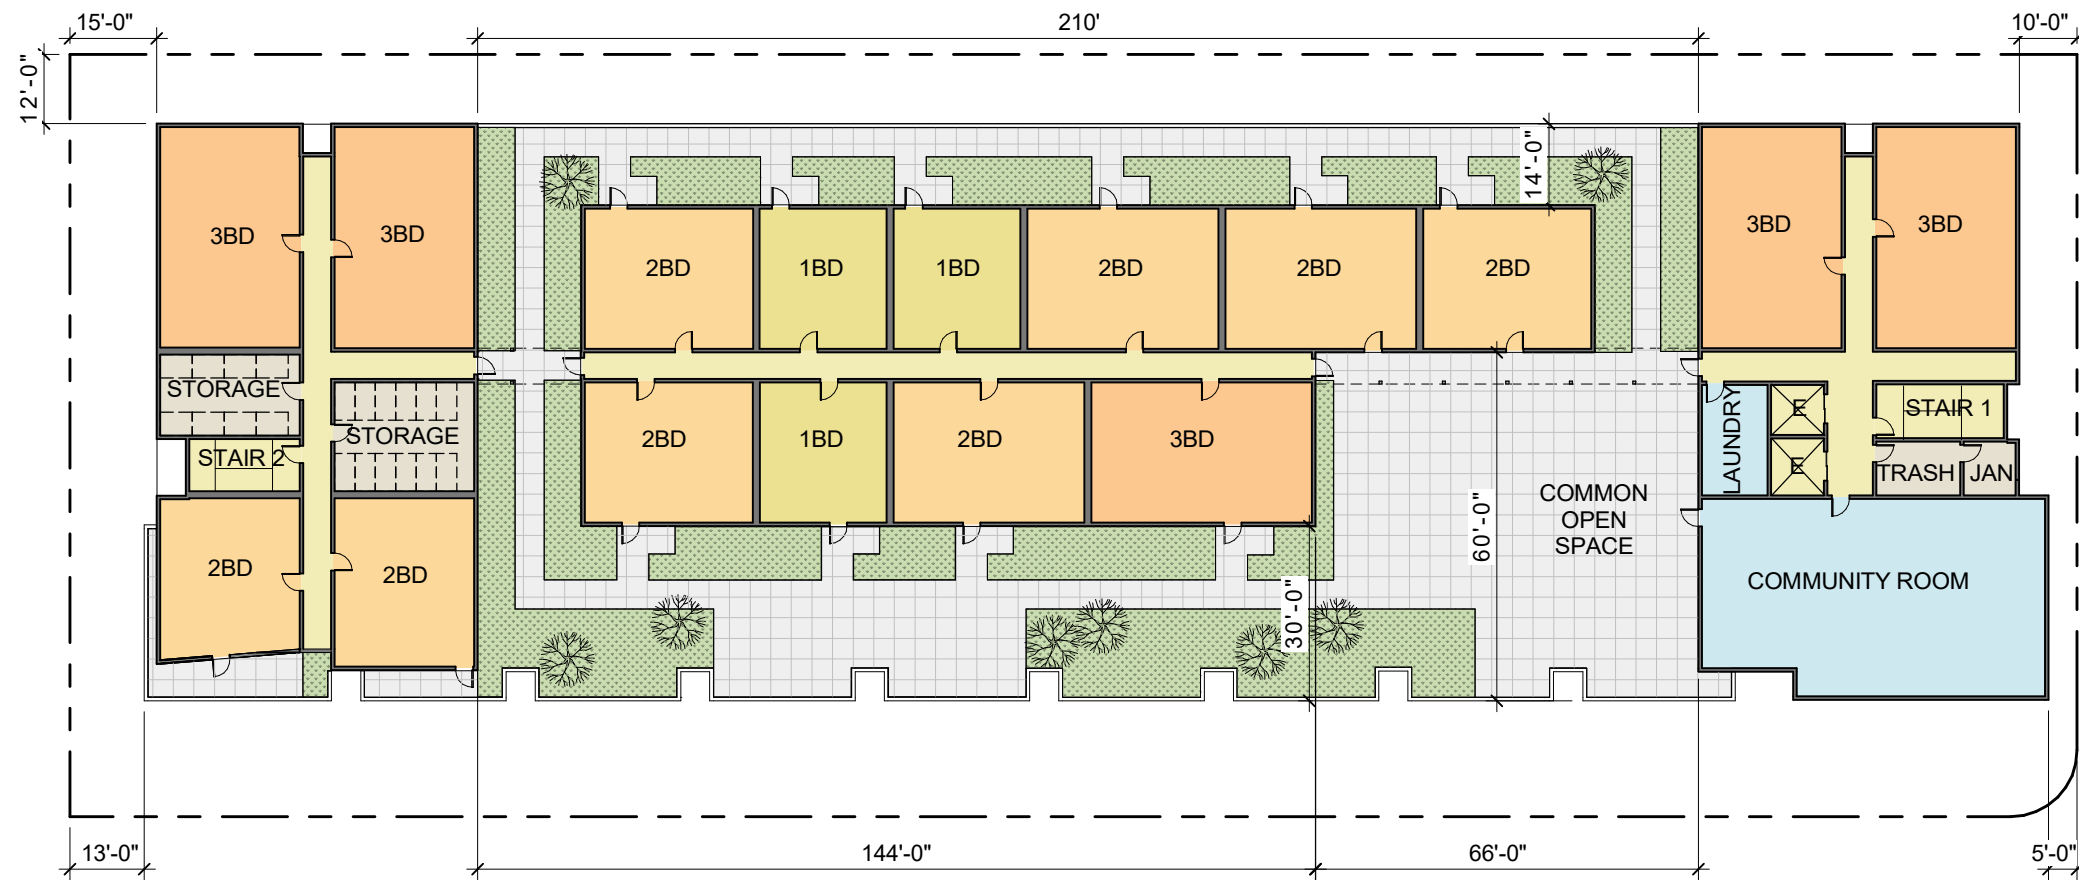 15'-0"
210'
10'-0"
12'-0"
14'-0"
3BD
3BD
3BD
3BD
2BD
1BD
1BD
2BD
2BD
2BD
STORAGE
STORAGE
STAIR 2
2BD
1BD
2BD
3BD
LAUNDRY
E
E
STAIR 1
TRASH
JAN.
COMMON
OPEN
SPACE
60'-0"
30'-0"
2BD
2BD
COMMUNITY ROOM
13'-0"
144'-0"
66'-0"
5'-0"